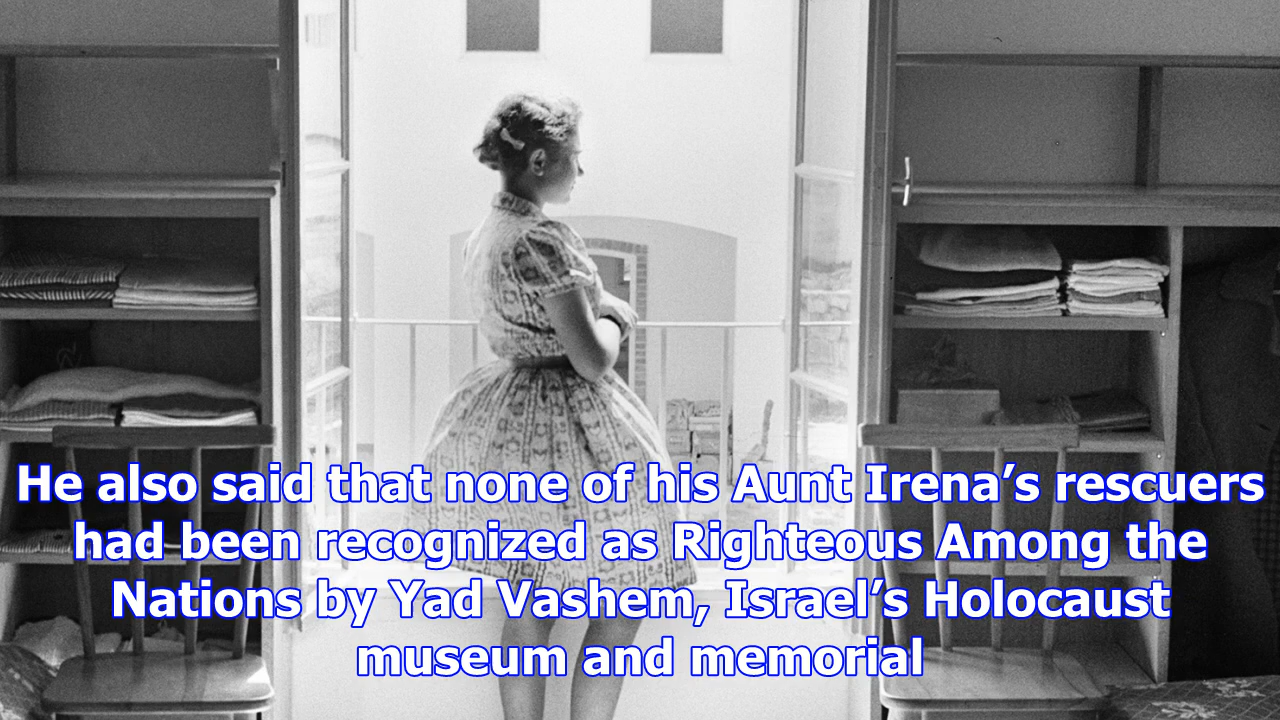 He also said that none of his Aunt Irena’s rescuers
had been recognized as Righteous Among the
Nations by Yad Vashem, Israel’s Holocaust
museum and memorial